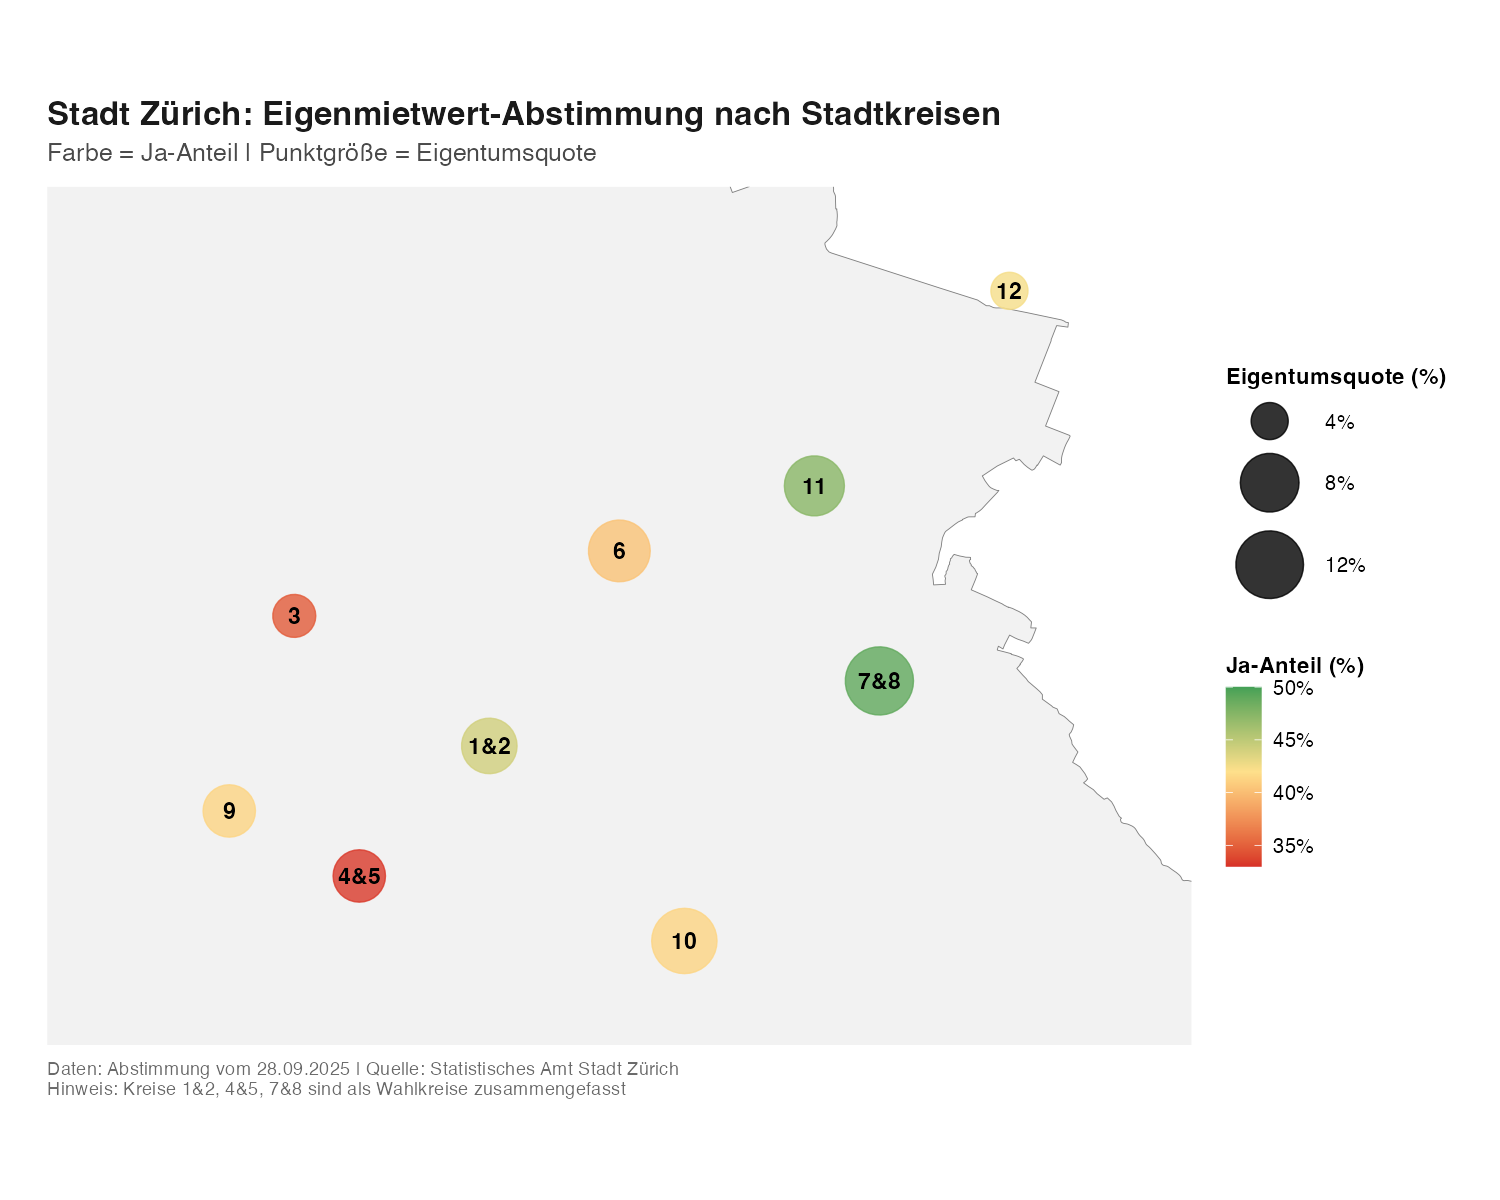 Stadt Zürich: Eigenmietwert-Abstimmung nach Stadtkreisen
Farbe = Ja-Anteil | Punktgröße = Eigentumsquote
12
11
6
3
7&8
1&2
9
4&5
10
Eigentumsquote (%)
4%
8%
12%
Ja-Anteil (%)
50%
45%
40%
35%
Daten: Abstimmung vom 28.09.2025 | Quelle: Statistisches Amt Stadt Zürich
Hinweis: Kreise 1&2, 4&5, 7&8 sind als Wahlkreise zusammengefasst